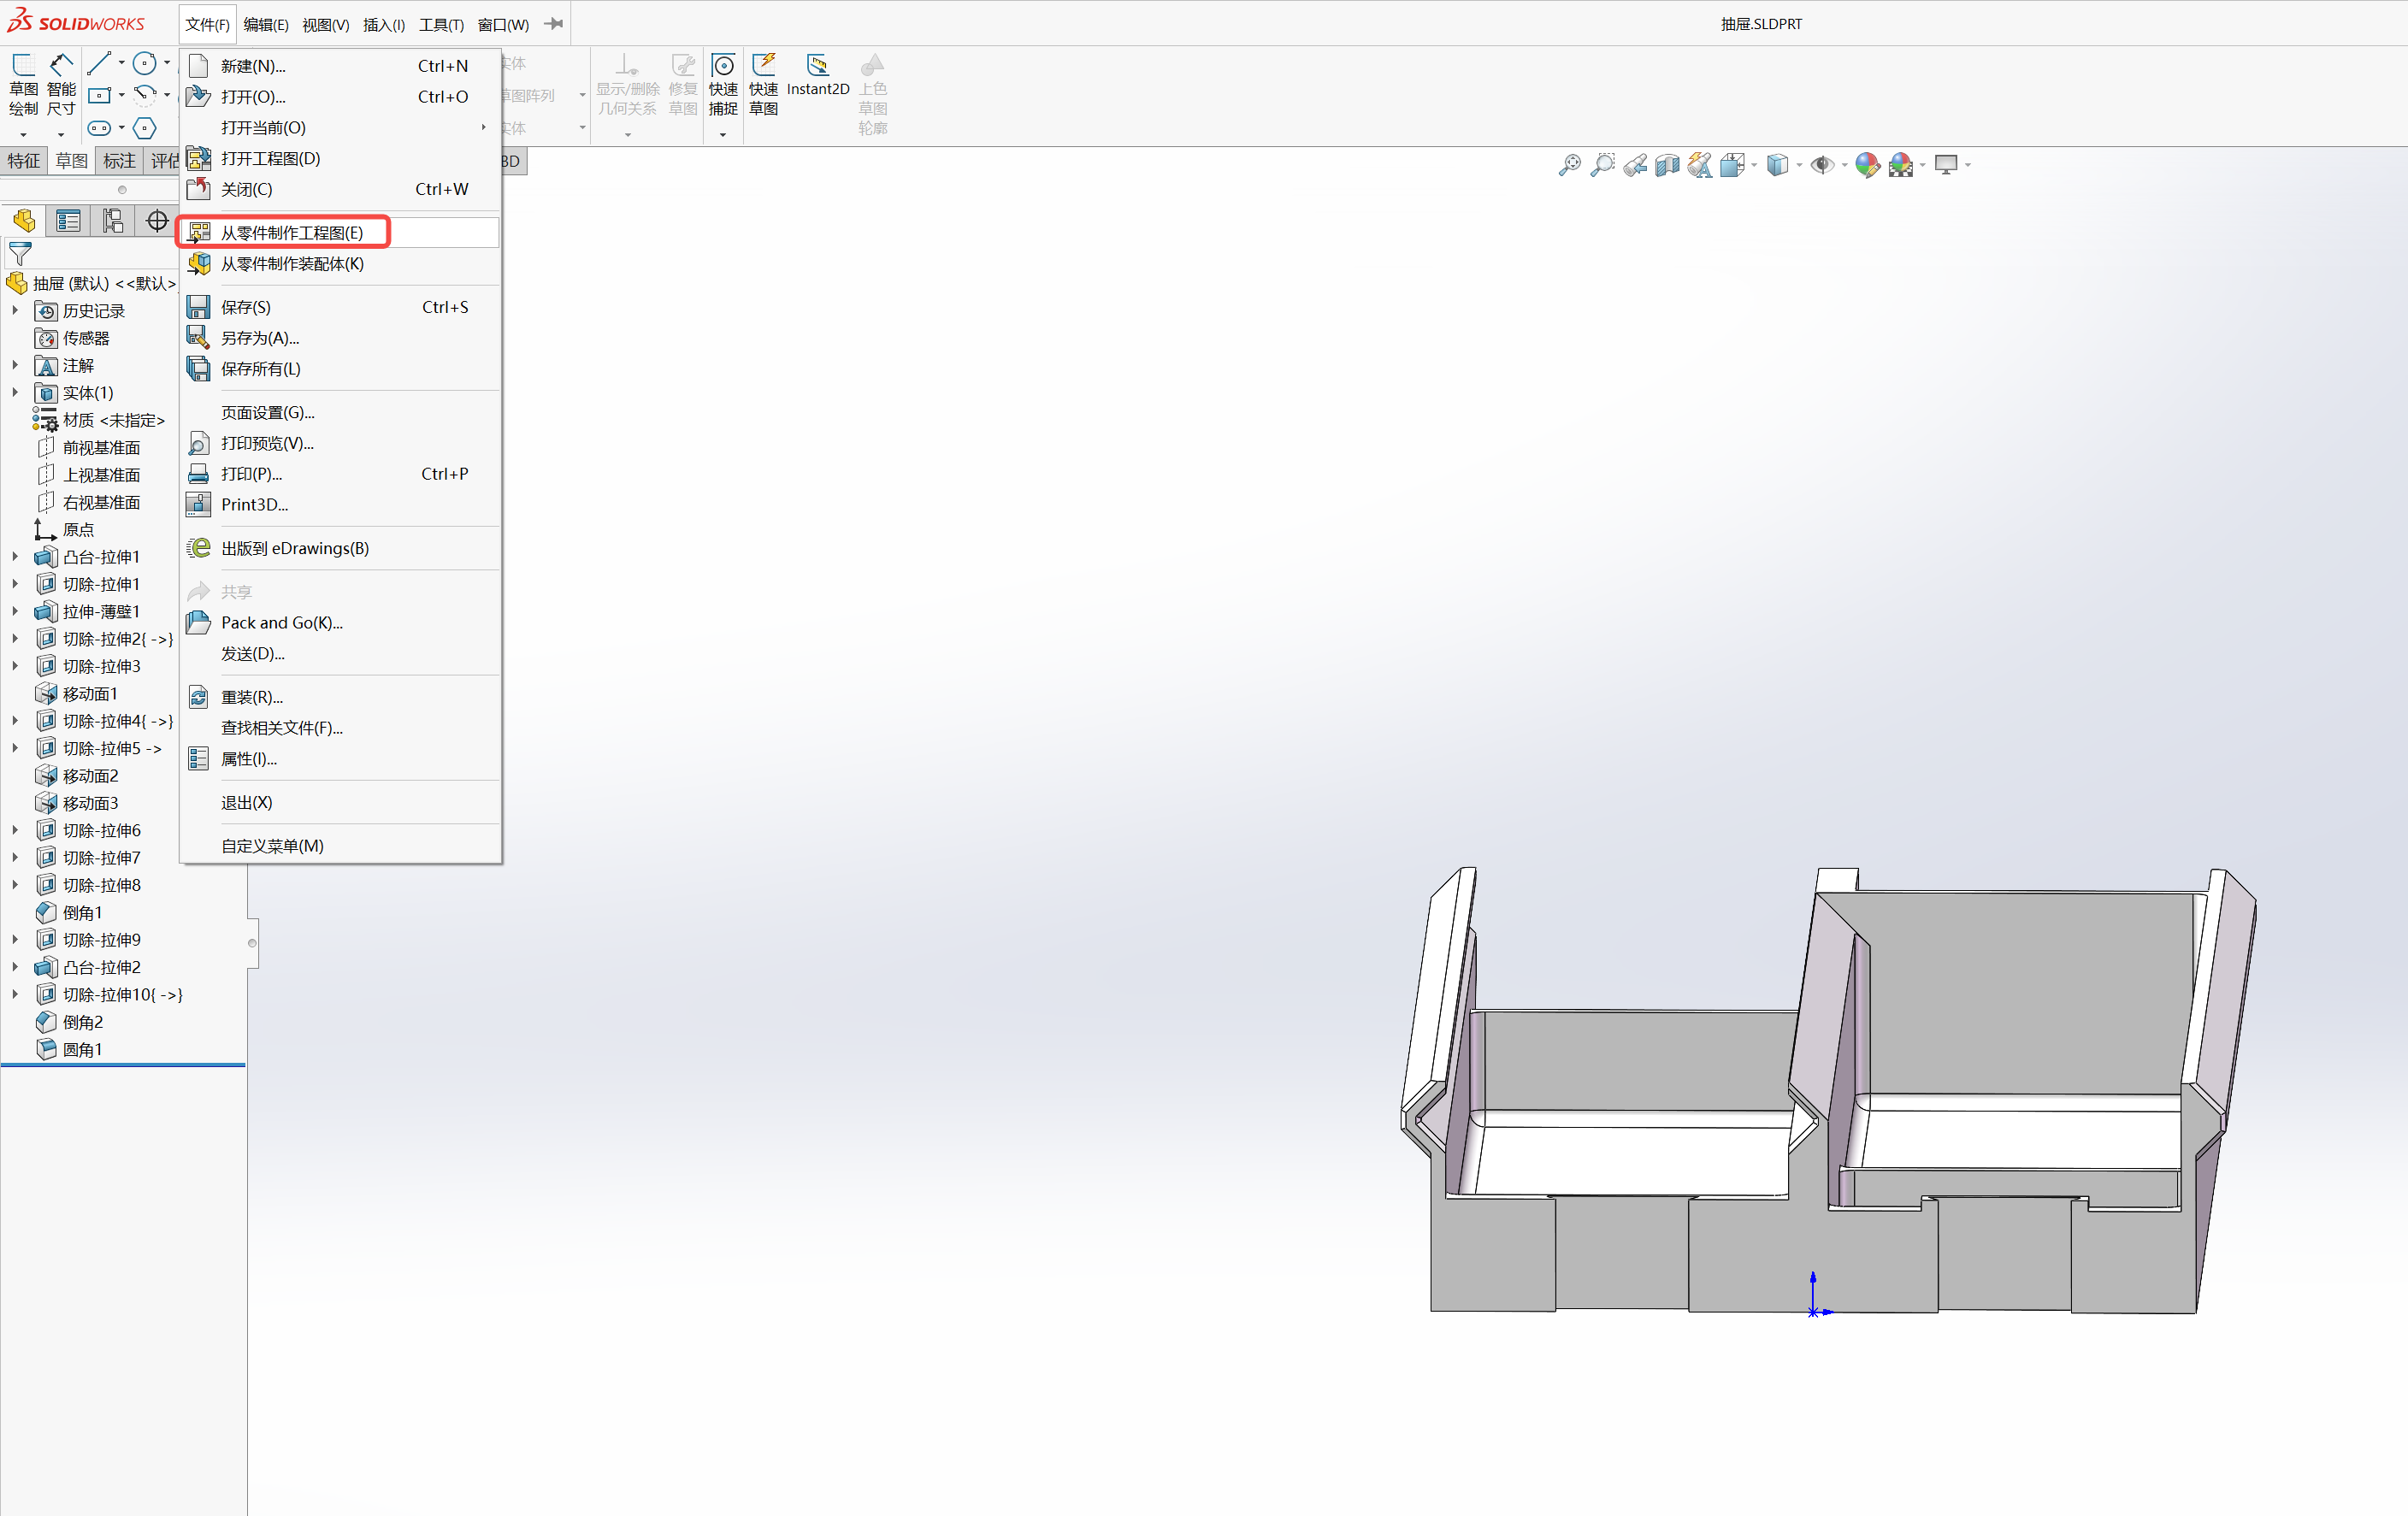 SOLIDWORKS
文件(F) 编辑(E) 视图(V) 插入(I) 工具(T) 窗口(W)
抽屉.SLDPRT
草图绘制
智能尺寸
实体
草图阵列
实体
显示/删除几何关系
修复草图
快速捕捉
快速草图
Instant2D
上色草图轮廓
特征 草图 标注 评估
新建(N)... Ctrl+N
打开(O)... Ctrl+O
打开当前(O)
打开工程图(D)
关闭(C) Ctrl+W
从零件制作工程图(E)
从零件制作装配体(K)
保存(S) Ctrl+S
另存为(A)...
保存所有(L)
页面设置(G)...
打印预览(V)...
打印(P)... Ctrl+P
Print3D...
出版到 eDrawings(B)
共享
Pack and Go(K)...
发送(D)...
重装(R)...
查找相关文件(F)...
属性(I)...
退出(X)
自定义菜单(M)
抽屉 (默认) <<默认>
历史记录
传感器
注解
实体(1)
材质 <未指定>
前视基准面
上视基准面
右视基准面
原点
凸台-拉伸1
切除-拉伸1
拉伸-薄壁1
切除-拉伸2{ ->}
切除-拉伸3
移动面1
切除-拉伸4{ ->}
切除-拉伸5 ->
移动面2
移动面3
切除-拉伸6
切除-拉伸7
切除-拉伸8
倒角1
切除-拉伸9
凸台-拉伸2
切除-拉伸10{ ->}
倒角2
圆角1